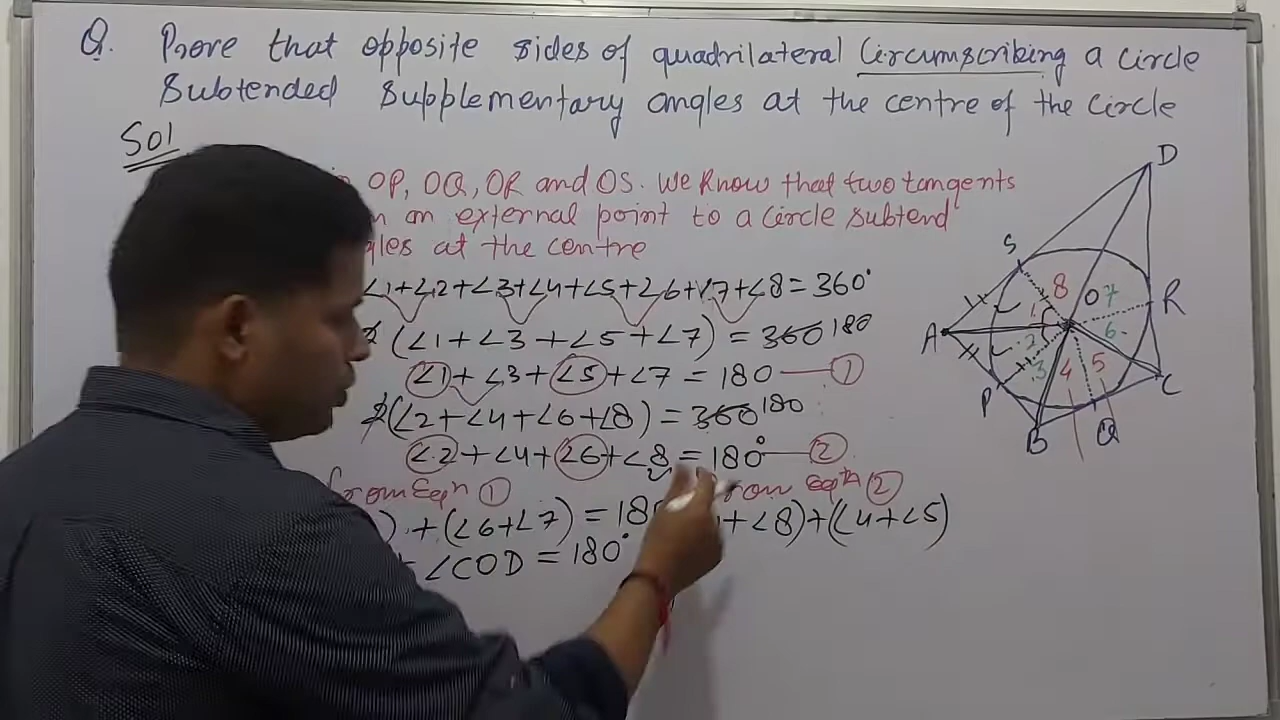 Q. Prove that opposite sides of quadrilateral Circumscribing a circle
Subtended Supplementary angles at the centre of the Circle
Sol
OP, OQ, OR and OS. We Know that two tangents
an external point to a circle subtend
at the centre
∠1+∠2+∠3+∠4+∠5+∠6+∠7+∠8=360°
2(∠1+∠3+∠5+∠7)=360 180
∠1+∠3+∠5+∠7=180 ①
2(∠2+∠4+∠6+∠8)=360 180
∠2+∠4+∠6+∠8=180° ②
from Eqⁿ ①
)+(∠6+∠7)=18
+∠COD=180°
Eqⁿ ②
+∠8)+(∠4+∠5)
D
S
8
O
7
R
1
A
2
6
3
4
5
C
P
B
Q